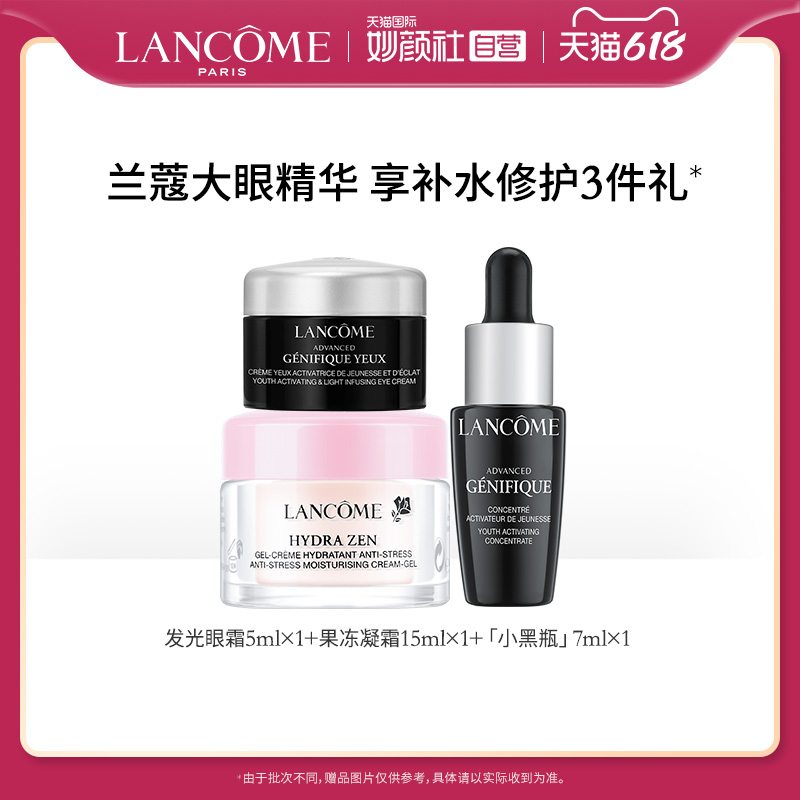 LANCÔME
PARIS
天猫国际
妙颜社自营
天猫618
兰蔻大眼精华 享补水修护3件礼*
LANCÔME
ADVANCED
GÉNIFIQUE YEUX
CRÈME YEUX ACTIVATRICE DE JEUNESSE ET D'ÉCLAT
YOUTH ACTIVATING & LIGHT INFUSING EYE CREAM
LANCÔME
HYDRA ZEN
GEL-CRÈME HYDRATANT ANTI-STRESS
ANTI-STRESS MOISTURISING CREAM-GEL
LANCÔME
ADVANCED
GÉNIFIQUE
CONCENTRÉ
ACTIVATEUR DE JEUNESSE
YOUTH ACTIVATING
CONCENTRATE
发光眼霜5ml×1+果冻凝霜15ml×1+「小黑瓶」7ml×1
*由于批次不同,赠品图片仅供参考,具体请以实际收到为准。